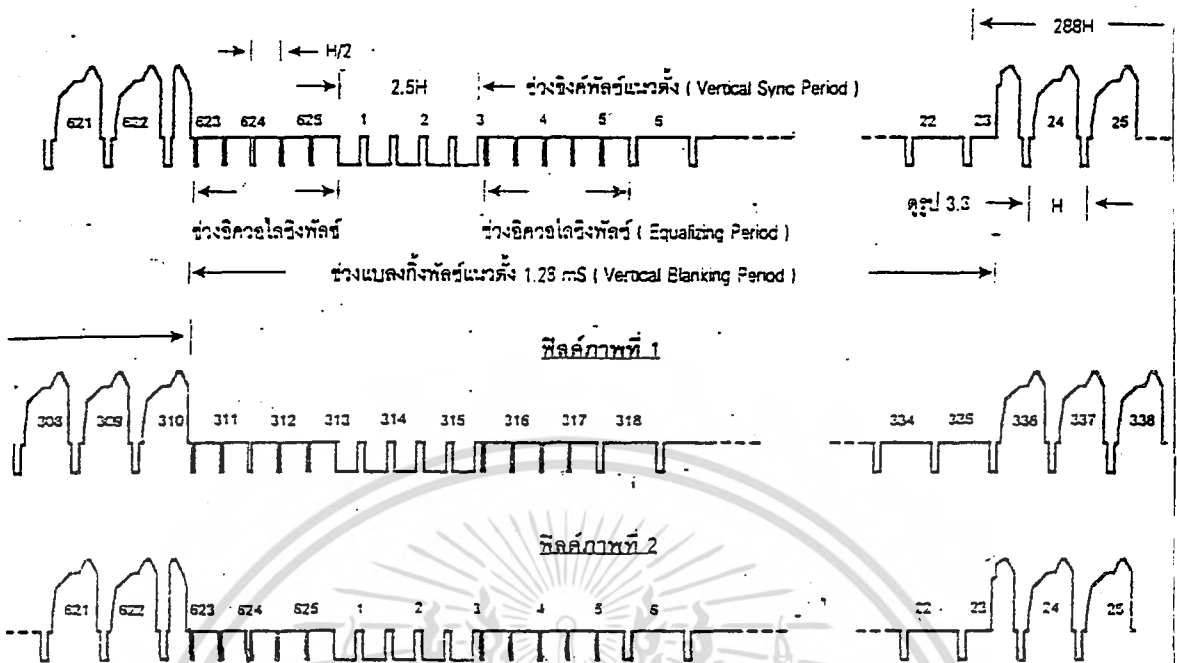 288H
H/2
2.5H ช่วงซิงค์พัลซ์แนวตั้ง ( Vertical Sync Period )
621 622 623 624 625 1 2 3 4 5 6 22 23 24 25
ดูรูป 3.3 H
ช่วงอิควอไลซิงพัลซ์ ช่วงอิควอไลซิงพัลซ์ ( Equalizing Period )
ช่วงแบลงกิ้งพัลซ์แนวตั้ง 1.28 mS ( Vertical Blanking Period )
ฟิลด์ภาพที่ 1
308 309 310 311 312 313 314 315 316 317 318 334 335 336 337 338
ฟิลด์ภาพที่ 2
621 622 623 624 625 1 2 3 4 5 6 22 23 24 25